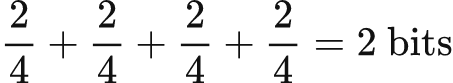 2/4 + 2/4 + 2/4 + 2/4 = 2 bits